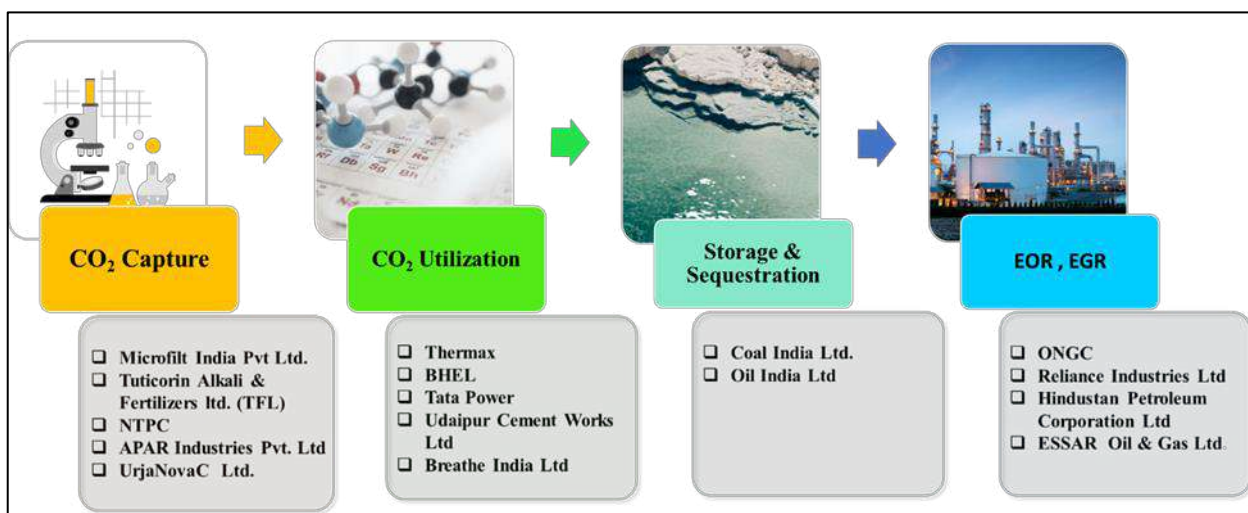 CO₂ Capture
Microfilt India Pvt Ltd.
Tuticorin Alkali &
Fertilizers ltd. (TFL)
NTPC
APAR Industries Pvt. Ltd
UrjaNovaC Ltd.
CO₂ Utilization
Thermax
BHEL
Tata Power
Udaipur Cement Works
Ltd
Breathe India Ltd
Storage &
Sequestration
Coal India Ltd.
Oil India Ltd
EOR , EGR
ONGC
Reliance Industries Ltd
Hindustan Petroleum
Corporation Ltd
ESSAR Oil & Gas Ltd.